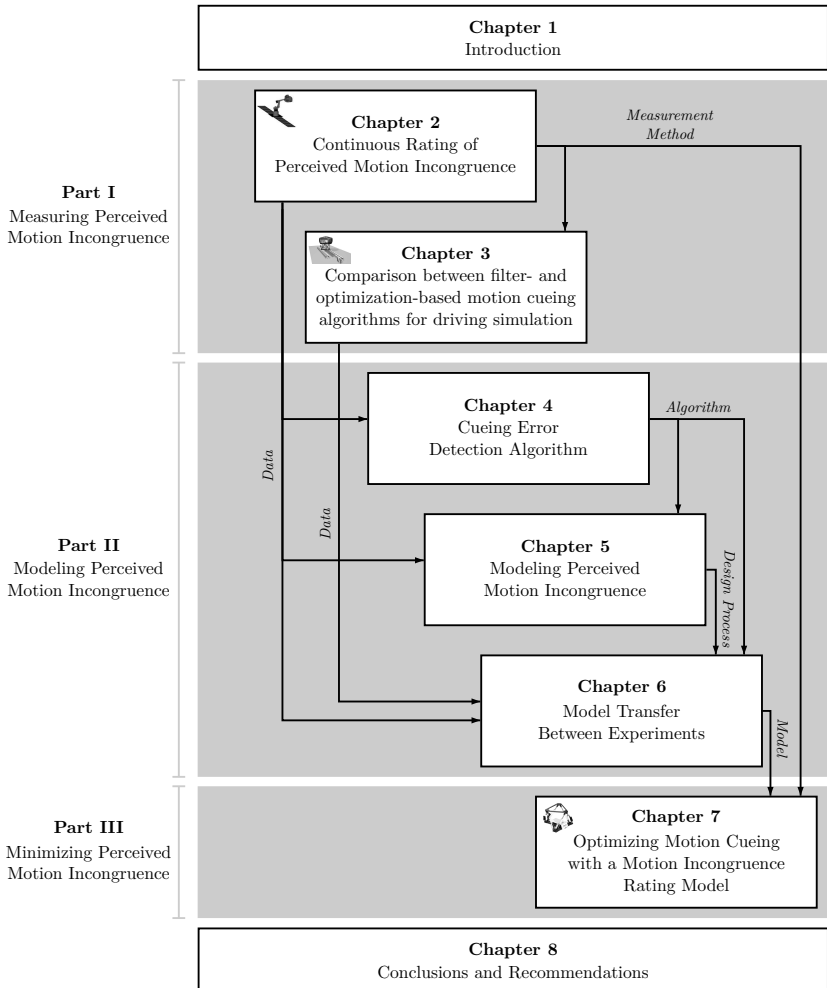 Chapter 1
Introduction
Part I
Measuring Perceived
Motion Incongruence
Chapter 2
Continuous Rating of
Perceived Motion Incongruence
Measurement
Method
Chapter 3
Comparison between filter- and
optimization-based motion cueing
algorithms for driving simulation
Part II
Modeling Perceived
Motion Incongruence
Chapter 4
Cueing Error
Detection Algorithm
Algorithm
Data
Data
Chapter 5
Modeling Perceived
Motion Incongruence
Design Process
Chapter 6
Model Transfer
Between Experiments
Model
Part III
Minimizing Perceived
Motion Incongruence
Chapter 7
Optimizing Motion Cueing
with a Motion Incongruence
Rating Model
Chapter 8
Conclusions and Recommendations